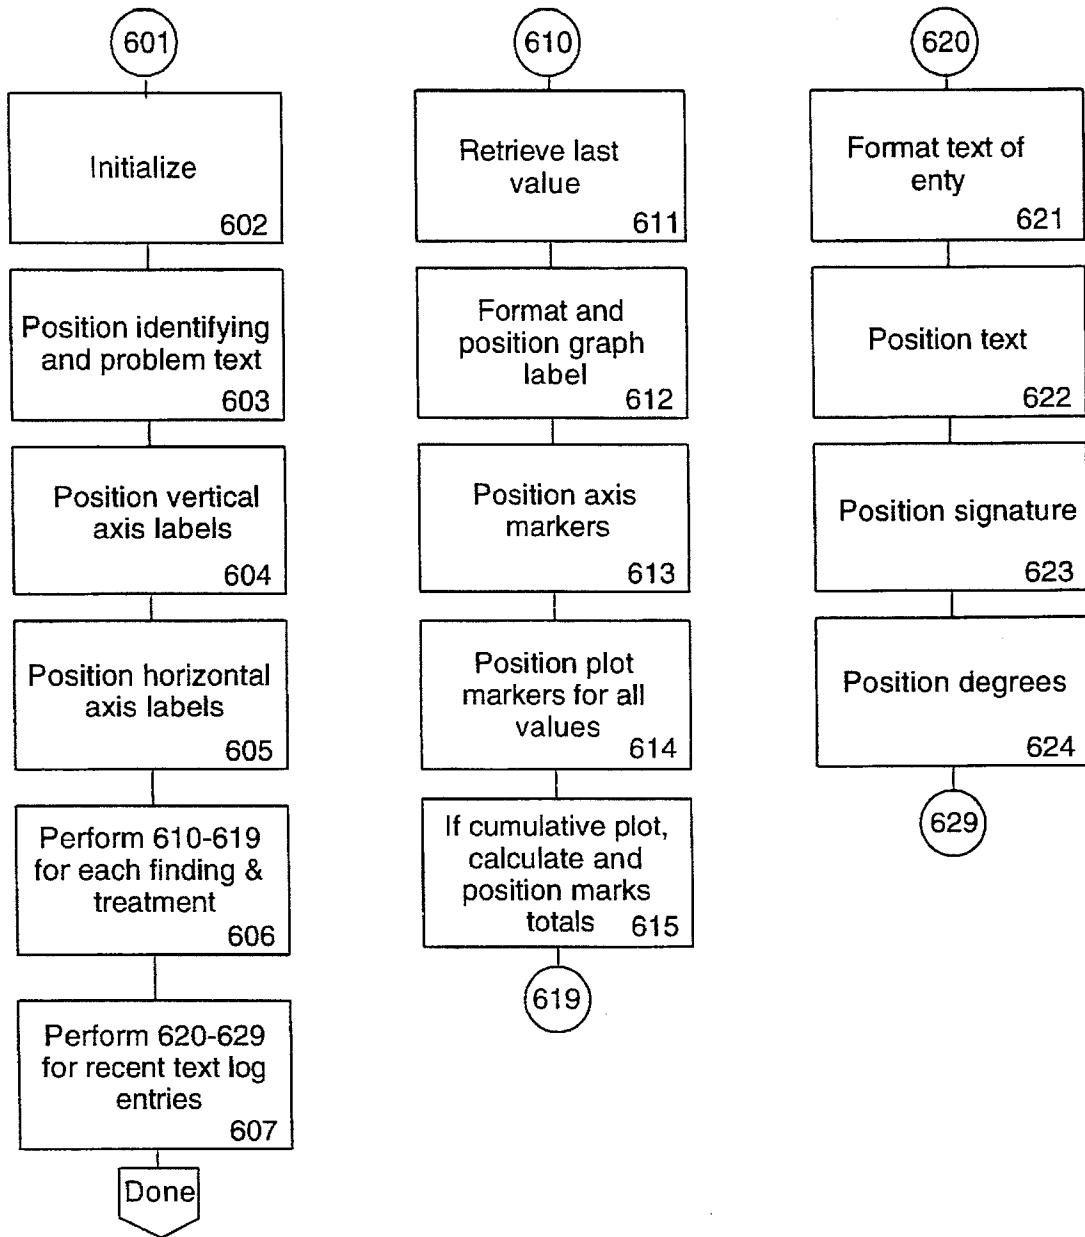 601
Initialize
602
Position identifying
and problem text
603
Position vertical
axis labels
604
Position horizontal
axis labels
605
Perform 610-619
for each finding &
treatment
606
Perform 620-629
for recent text log
entries
607
Done
610
Retrieve last
value
611
Format and
position graph
label
612
Position axis
markers
613
Position plot
markers for all
values
614
If cumulative plot,
calculate and
position marks
totals 615
619
620
Format text of
enty
621
Position text
622
Position signature
623
Position degrees
624
629